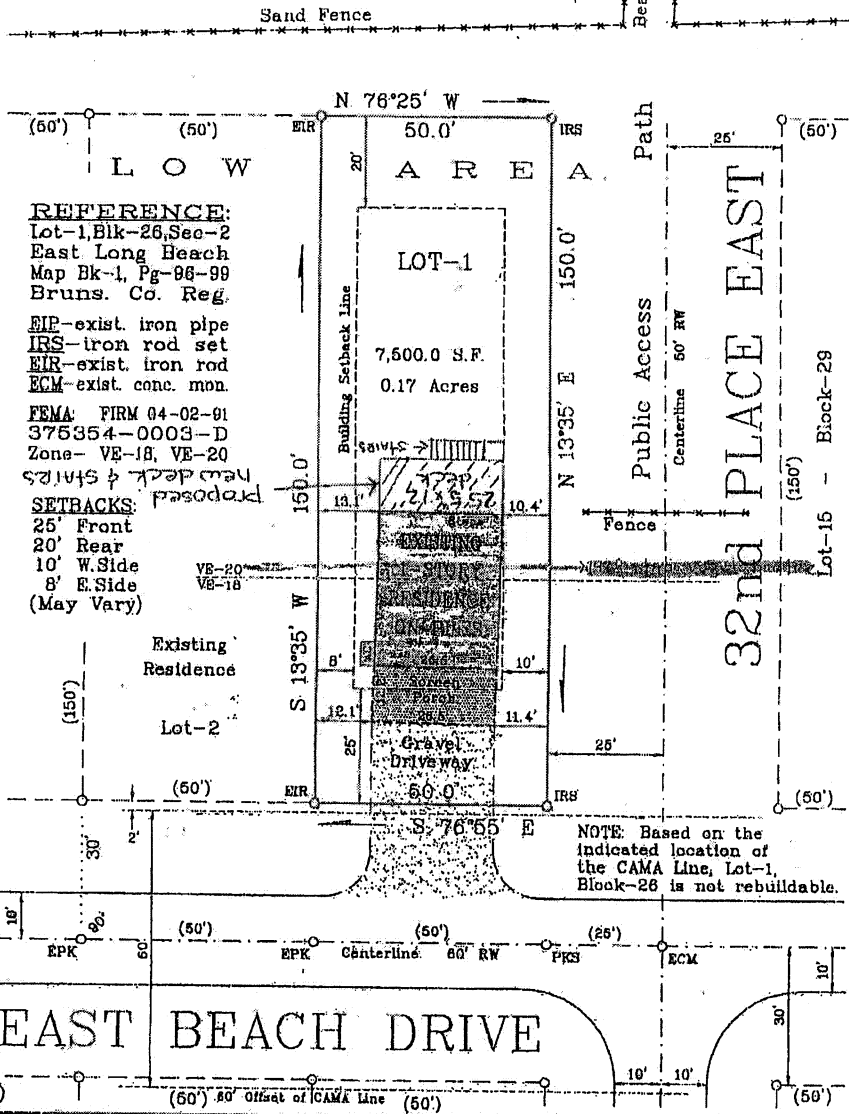 Sand Fence
Bea
N 76°25' W
(50')
(50')
EIR
50.0'
IRS
(50')
25'
L O W A R E A
20'
Path
REFERENCE:
Lot-1,Blk-26,Sec-2
East Long Beach
Map Bk-1, Pg-96-99
Bruns. Co. Reg.
EIP-exist. iron pipe
IRS-iron rod set
EIR-exist. iron rod
ECM-exist. conc. mon.
FEMA: FIRM 04-02-91
375354-0003-D
Zone- VE-18, VE-20
proposed
new deck & stairs
SETBACKS:
25' Front
20' Rear
10' W.Side
8' E.Side
(May Vary)
LOT-1
7,500.0 S.F.
0.17 Acres
Building Setback Line
150.0'
S 13°35' W
150.0'
N 13°35' E
Public Access
Centerline 50' RW
32nd PLACE EAST
(150')
Lot-15 - Block-29
STAIRS
deck
13.1'
10.4'
Fence
EXISTING
1-STORY
RESIDENCE
ON PILINGS
VE-20
VE-18
Existing
Residence
Lot-2
(150')
8'
10'
Screen
Porch
12.1'
11.4'
25'
25'
Gravel
Driveway
(50')
EIR
50.0'
IRS
(50')
S 76°55' E
NOTE: Based on the
indicated location of
the CAMA Line, Lot-1,
Block-26 is not rebuildable.
30'
2'
10'
60'
(50')
(50')
(25')
EPK
EPK
Centerline 60' RW
PKS
ECM
10'
30'
EAST BEACH DRIVE
10'
10'
(50')
60' Offset of CAMA Line
(50')
(50')